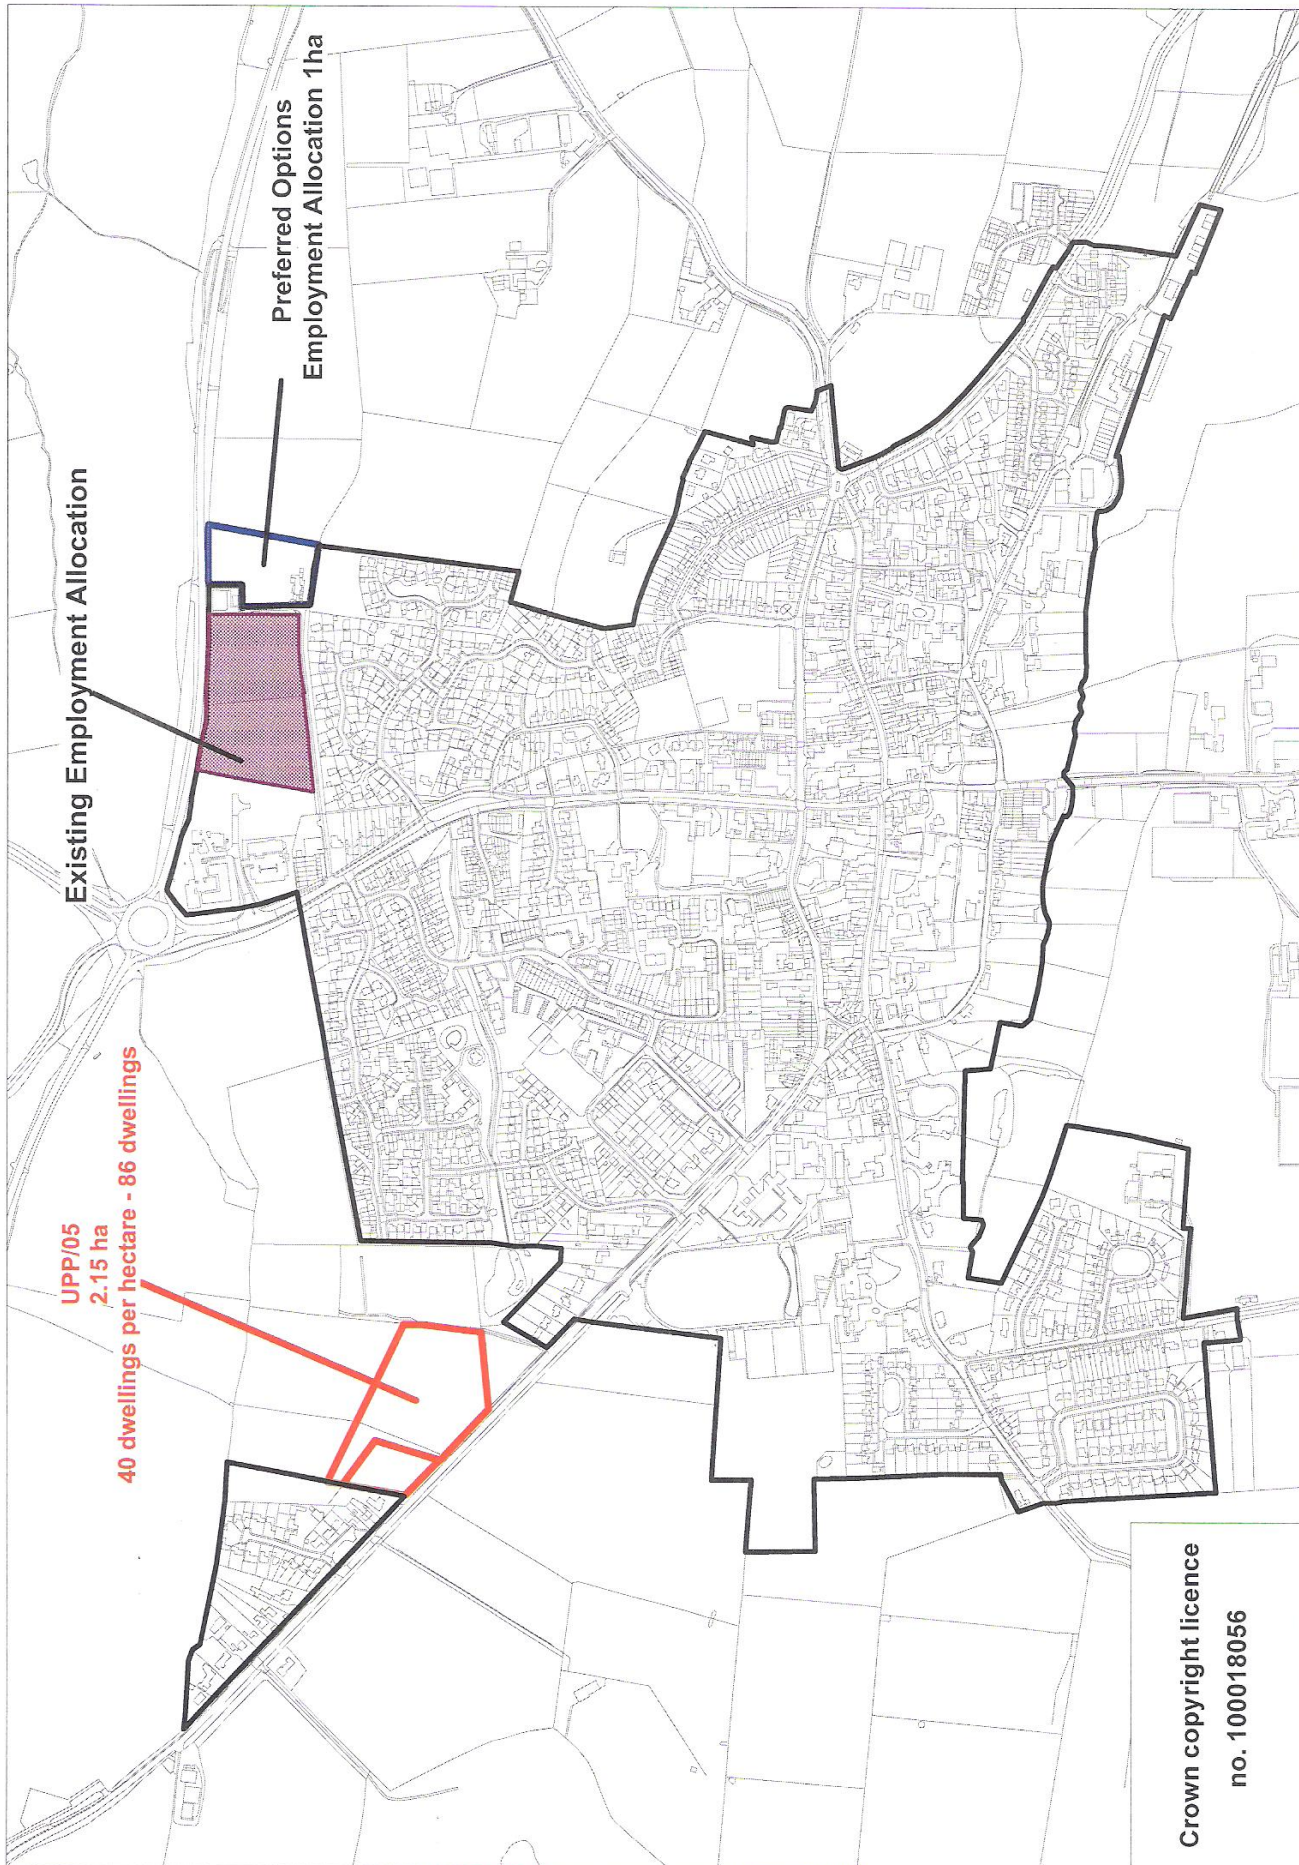 UPP/05
2.15 ha
40 dwellings per hectare - 86 dwellings
Existing Employment Allocation
Preferred Options
Employment Allocation 1ha
Crown copyright licence
no. 100018056